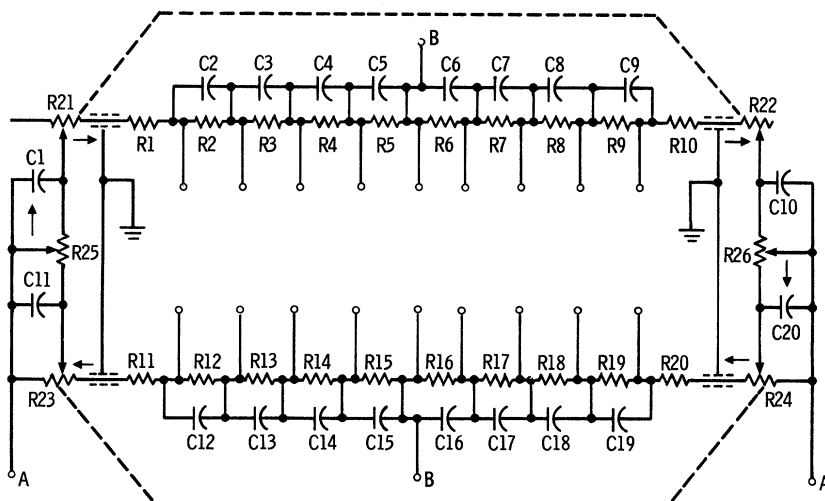 B
C2 C3 C4 C5 C6 C7 C8 C9
R21 R22
R1 R2 R3 R4 R5 R6 R7 R8 R9 R10
C1 C10
R25 R26
C11 C20
R11 R12 R13 R14 R15 R16 R17 R18 R19 R20
R23 R24
C12 C13 C14 C15 C16 C17 C18 C19
A B A